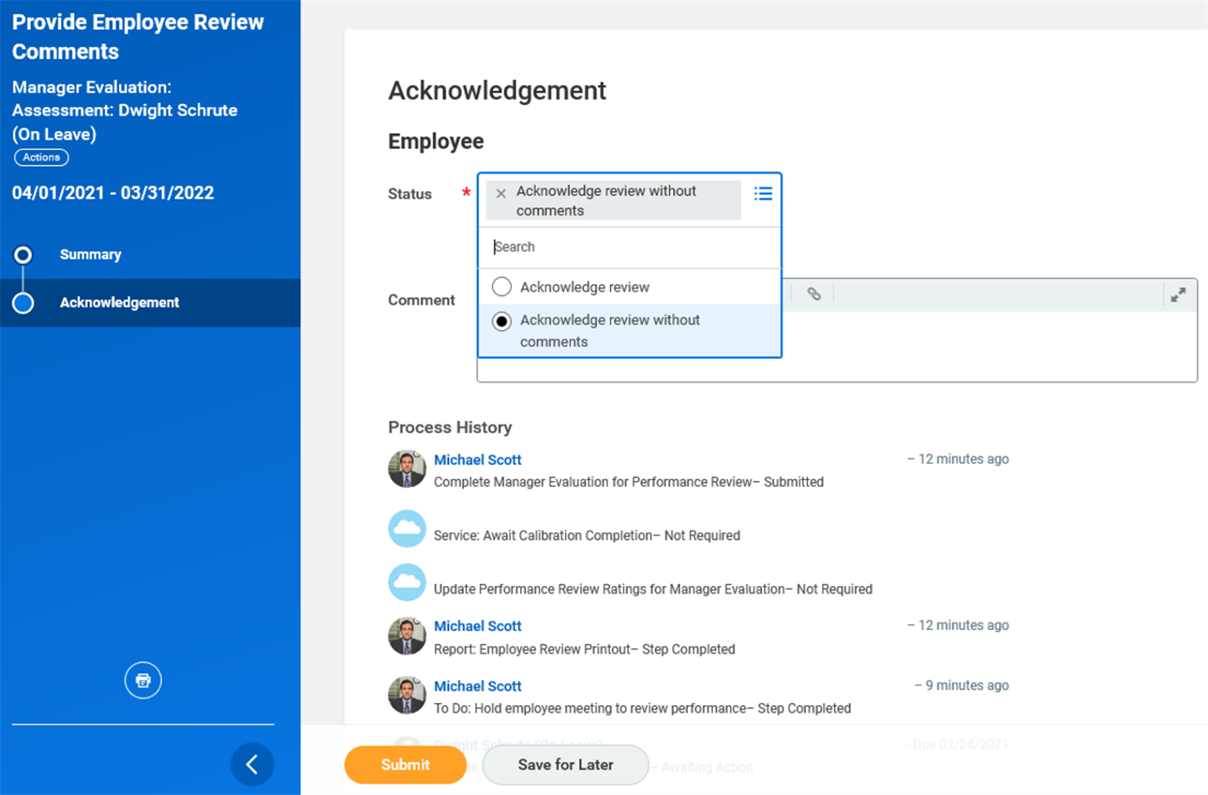 Provide Employee Review
Comments
Manager Evaluation:
Assessment: Dwight Schrute
(On Leave)
Actions
04/01/2021 - 03/31/2022
Summary
Acknowledgement
Acknowledgement
Employee
Status *
Acknowledge review without
comments
Search
Acknowledge review
Acknowledge review without
comments
Comment
Process History
Michael Scott – 12 minutes ago
Complete Manager Evaluation for Performance Review– Submitted
Service: Await Calibration Completion– Not Required
Update Performance Review Ratings for Manager Evaluation– Not Required
Michael Scott – 12 minutes ago
Report: Employee Review Printout– Step Completed
Michael Scott – 9 minutes ago
To Do: Hold employee meeting to review performance– Step Completed
Dwight Schrute (On Leave) – Due 02/24/2021
– Awaiting Action
Submit
Save for Later